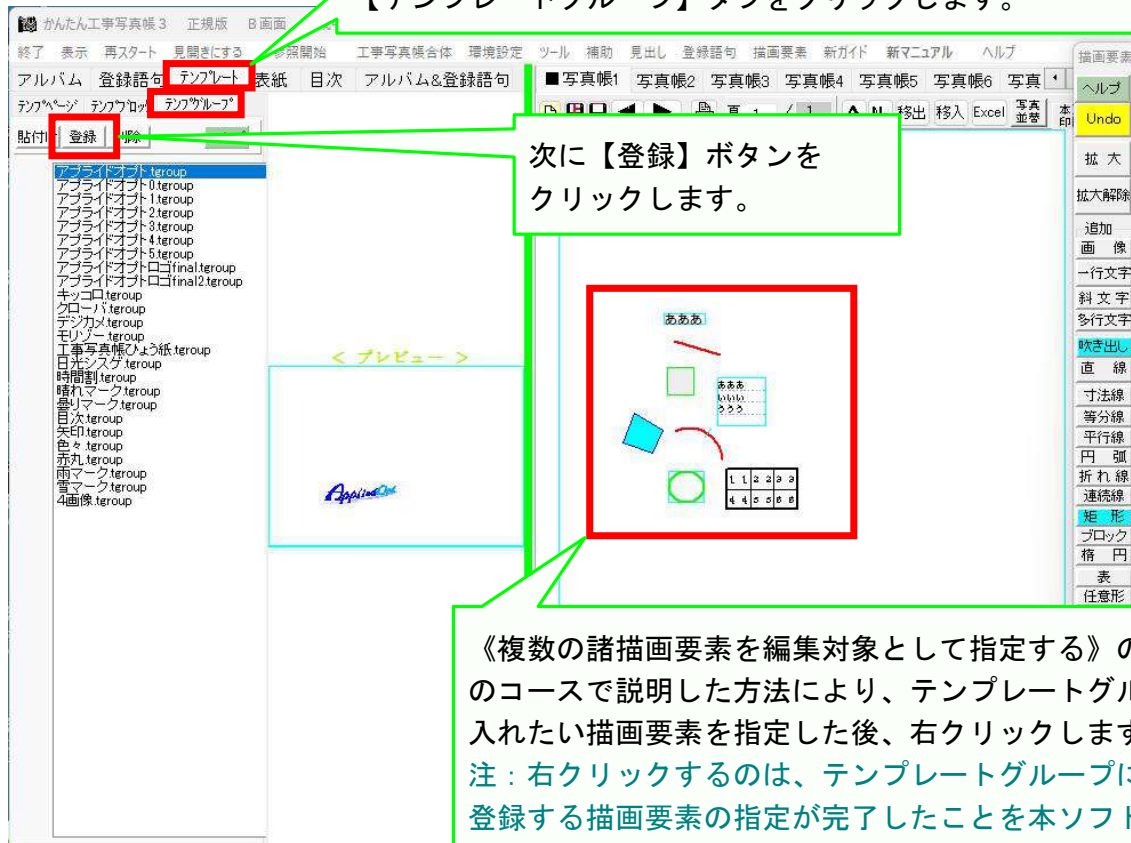 【テンプレートグループ】ボタンをクリックします。
かんたん工事写真帳3 正規版 B画面
終了 表示 再スタート 見開きにする 参照開始 工事写真帳合体 環境設定 ツール 補助 見出し 登録語句 描画要素 新ガイド 新マニュアル ヘルプ
アルバム 登録語句 テンプレート 表紙 目次 アルバム&登録語句
■写真帳1 写真帳2 写真帳3 写真帳4 写真帳5 写真帳6 写真
テンプページ テンプブロック テンプグループ
頁 1 / 1 A N 移出 移入 Excel 写真並替
貼付け 登録 削除
次に【登録】ボタンを
クリックします。
アプライドオプト.tgroup
アプライドオプト0.tgroup
アプライドオプト1.tgroup
アプライドオプト2.tgroup
アプライドオプト3.tgroup
アプライドオプト4.tgroup
アプライドオプト5.tgroup
アプライドオプトロゴfinal.tgroup
アプライドオプトロゴfinal2.tgroup
キッコロ.tgroup
クローバ.tgroup
デジカメ.tgroup
モリゾー.tgroup
工事写真帳ひょう紙.tgroup
日光シスゲ.tgroup
時間割.tgroup
晴れマーク.tgroup
曇りマーク.tgroup
目次.tgroup
矢印.tgroup
色々.tgroup
赤丸.tgroup
雨マーク.tgroup
雪マーク.tgroup
4画像.tgroup
< プレビュー >
AppliedOpt
あああ
あああ
いいい
ううう
1 1 2 2 3 3
4 4 5 5 6 6
描画要素
ヘルプ
Undo
拡 大
拡大解除
追加
画 像
一行文字
斜 文 字
多行文字
吹き出し
直 線
寸法線
等分線
平行線
円 弧
折 れ 線
連続線
矩 形
ブロック
楕 円
表
任意形
《複数の諸描画要素を編集対象として指定する》の
のコースで説明した方法により、テンプレートグル
入れたい描画要素を指定した後、右クリックします
注：右クリックするのは、テンプレートグループに
登録する描画要素の指定が完了したことを本ソフト